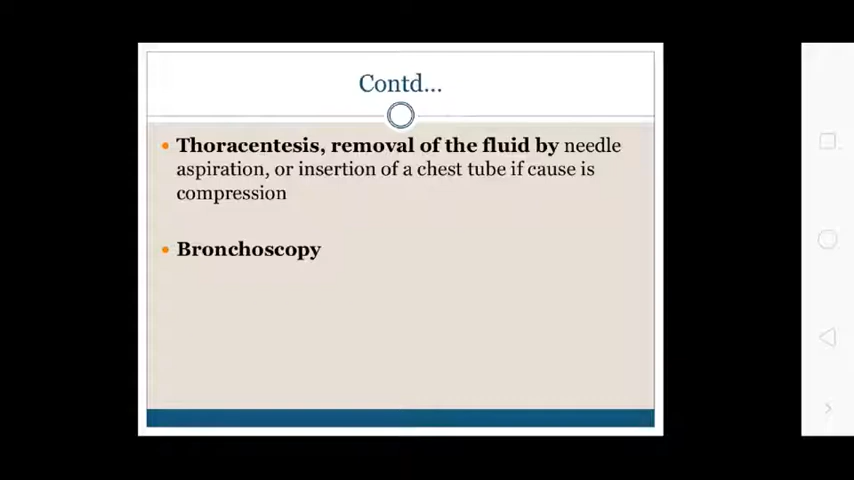 Contd...
Thoracentesis, removal of the fluid by needle
aspiration, or insertion of a chest tube if cause is
compression
Bronchoscopy